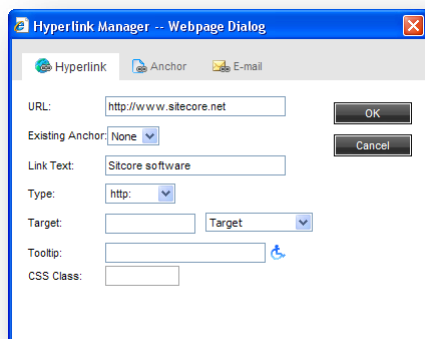 Hyperlink Manager -- Webpage Dialog
Hyperlink Anchor E-mail
URL: http://www.sitecore.net
OK
Existing Anchor: None
Cancel
Link Text: Sitcore software
Type: http:
Target: Target
Tooltip:
CSS Class: